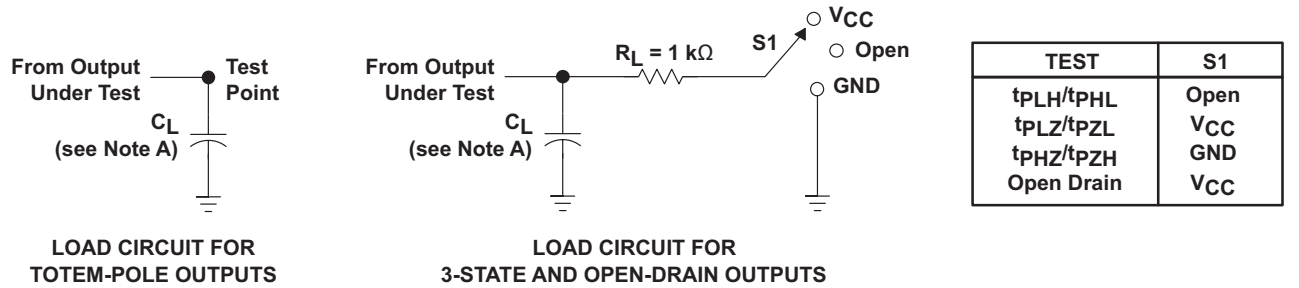 From Output
Under Test
Test
Point
CL
(see Note A)
LOAD CIRCUIT FOR
TOTEM-POLE OUTPUTS
From Output
Under Test
RL = 1 kΩ
S1
VCC
Open
GND
CL
(see Note A)
LOAD CIRCUIT FOR
3-STATE AND OPEN-DRAIN OUTPUTS
TEST S1
tPLH/tPHL Open
tPLZ/tPZL VCC
tPHZ/tPZH GND
Open Drain VCC